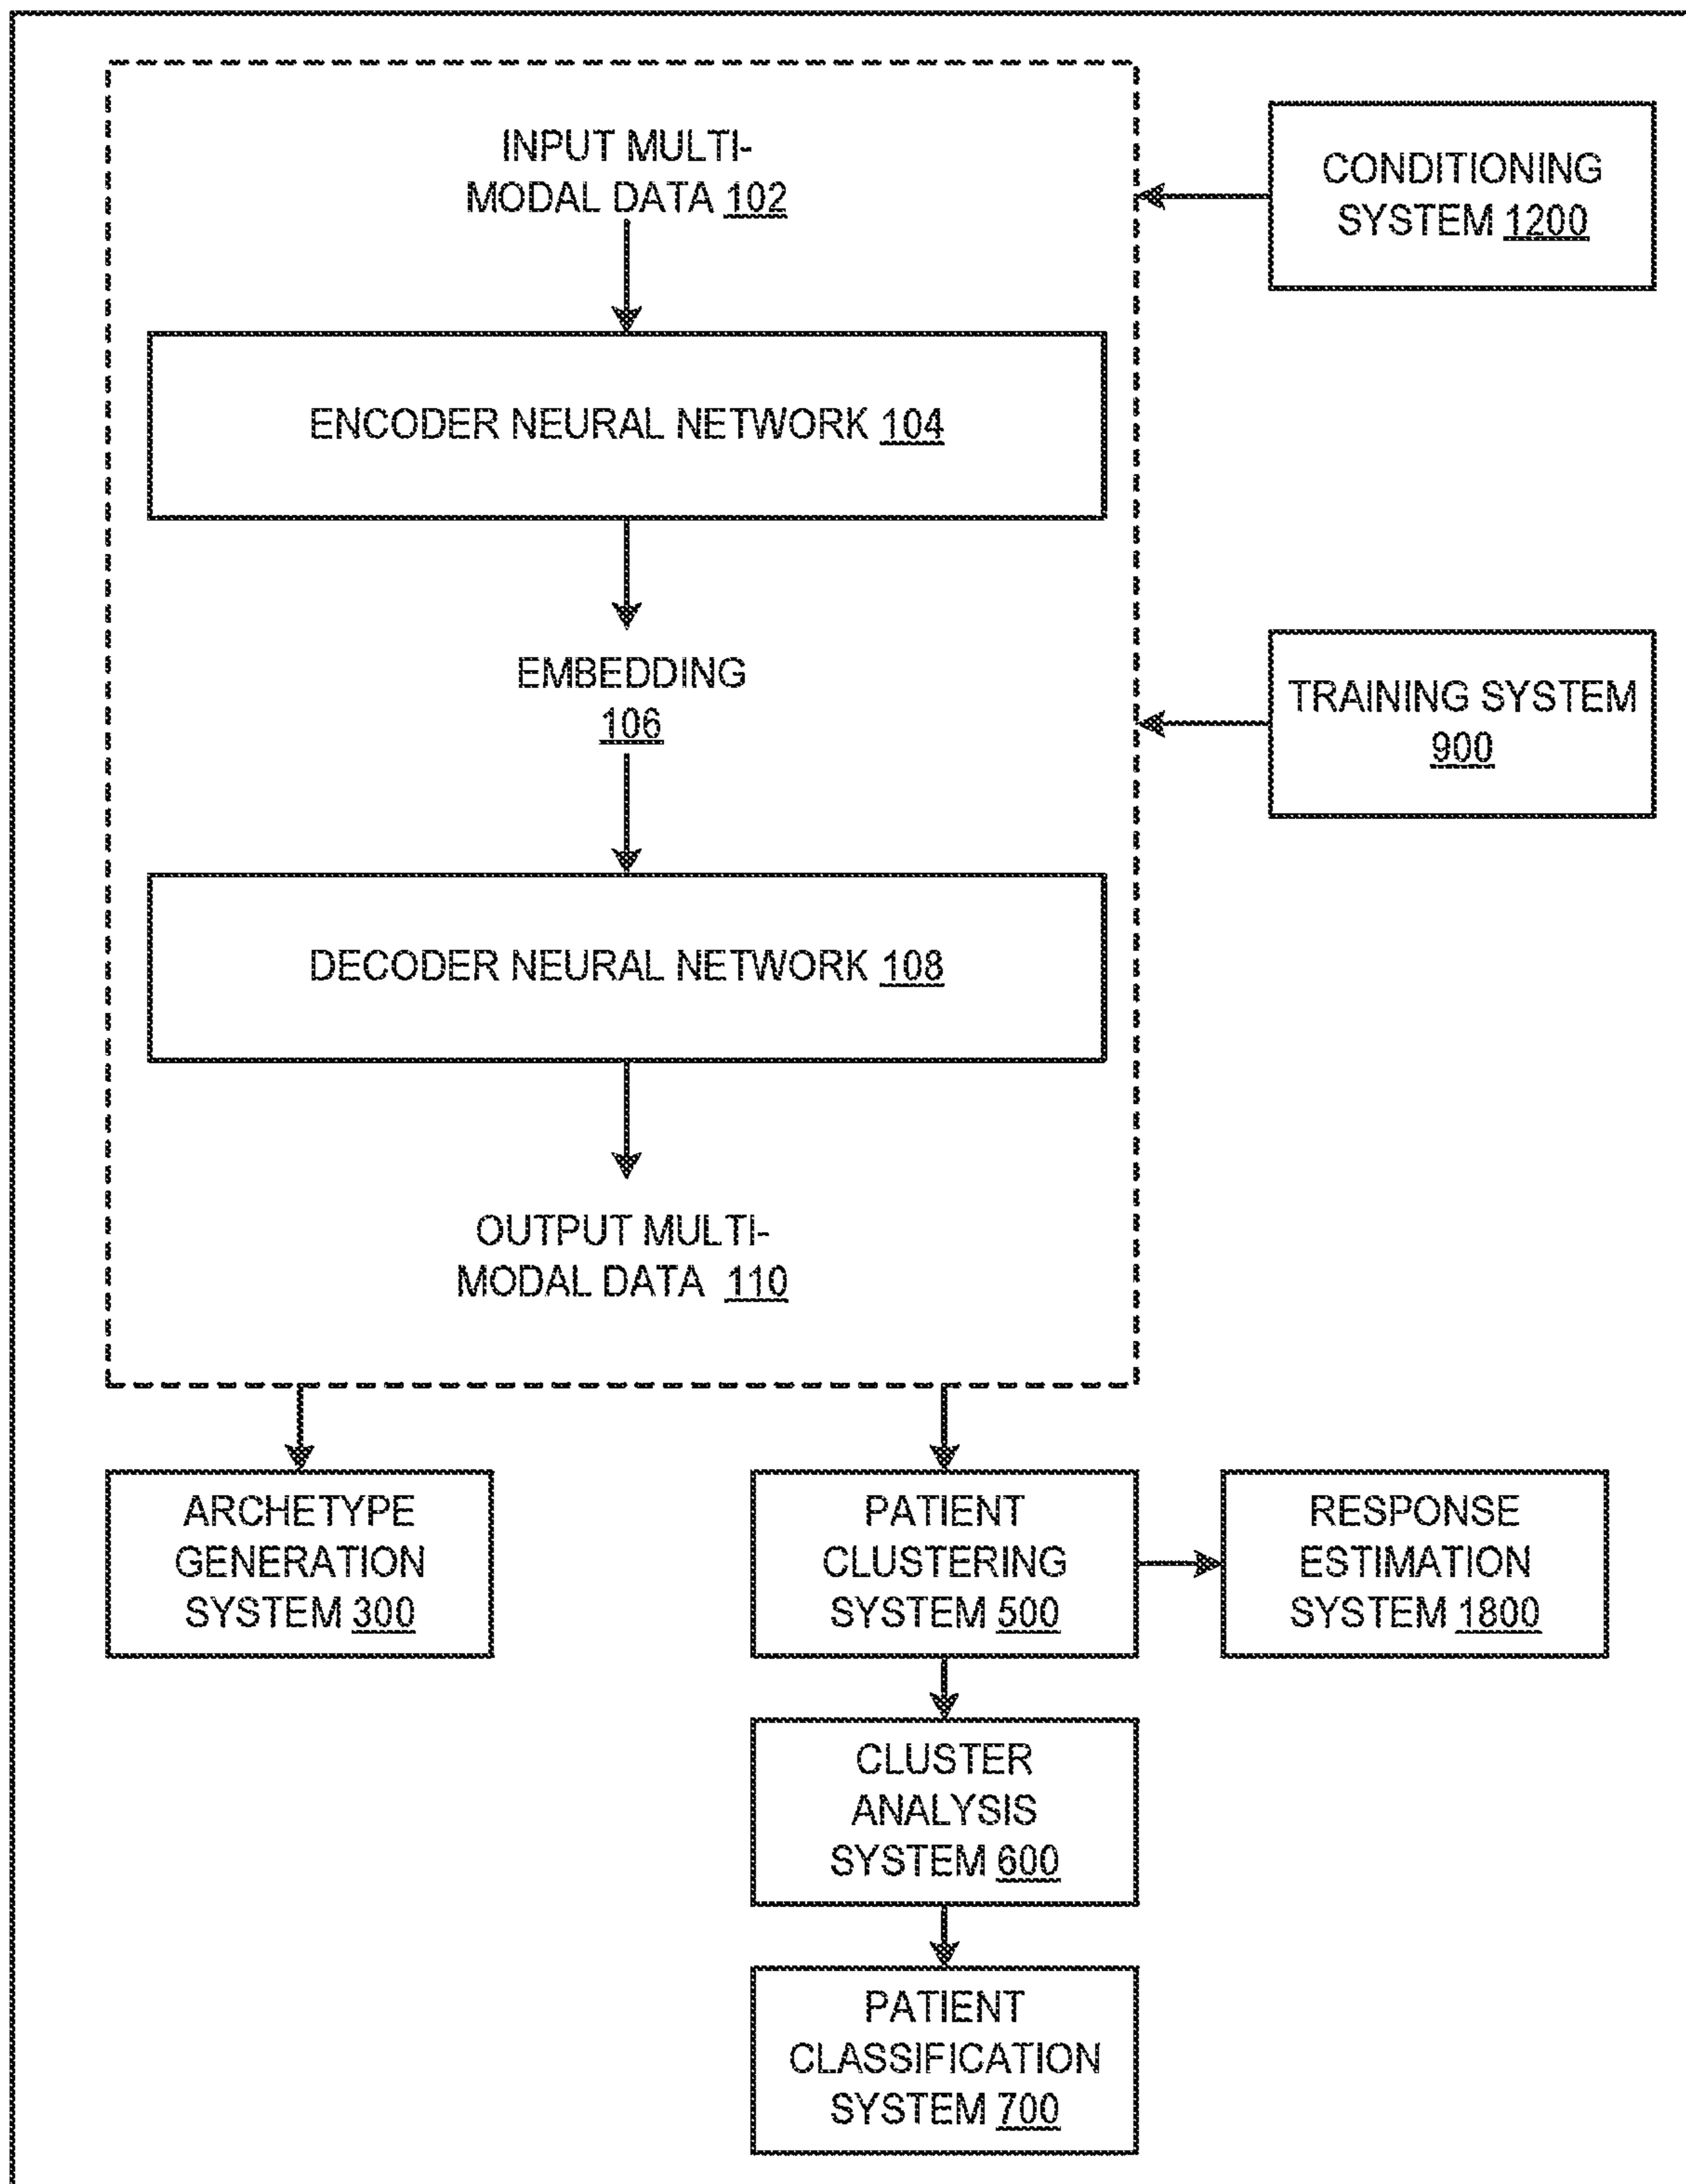 INPUT MULTI-
MODAL DATA 102
CONDITIONING
SYSTEM 1200
ENCODER NEURAL NETWORK 104
EMBEDDING
106
TRAINING SYSTEM
900
DECODER NEURAL NETWORK 108
OUTPUT MULTI-
MODAL DATA 110
ARCHETYPE
GENERATION
SYSTEM 300
PATIENT
CLUSTERING
SYSTEM 500
RESPONSE
ESTIMATION
SYSTEM 1800
CLUSTER
ANALYSIS
SYSTEM 600
PATIENT
CLASSIFICATION
SYSTEM 700